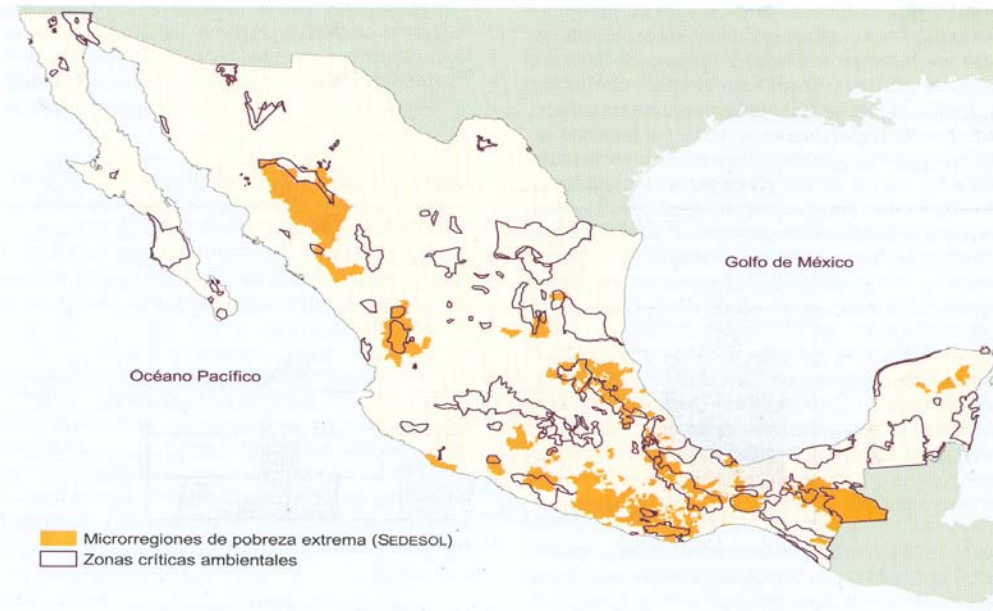 Golfo de México
Océano Pacífico
Microrregiones de pobreza extrema (SEDESOL)
Zonas críticas ambientales